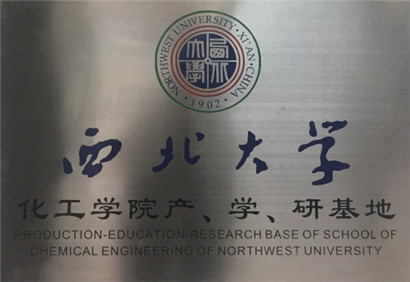 NORTHWEST UNIVERSITY·XI'AN·CHINA
·1902·
西北大学
化工学院产、学、研基地
PRODUCTION-EDUCATION-RESEARCH BASE OF SCHOOL OF
CHEMICAL ENGINEERING OF NORTHWEST UNIVERSITY